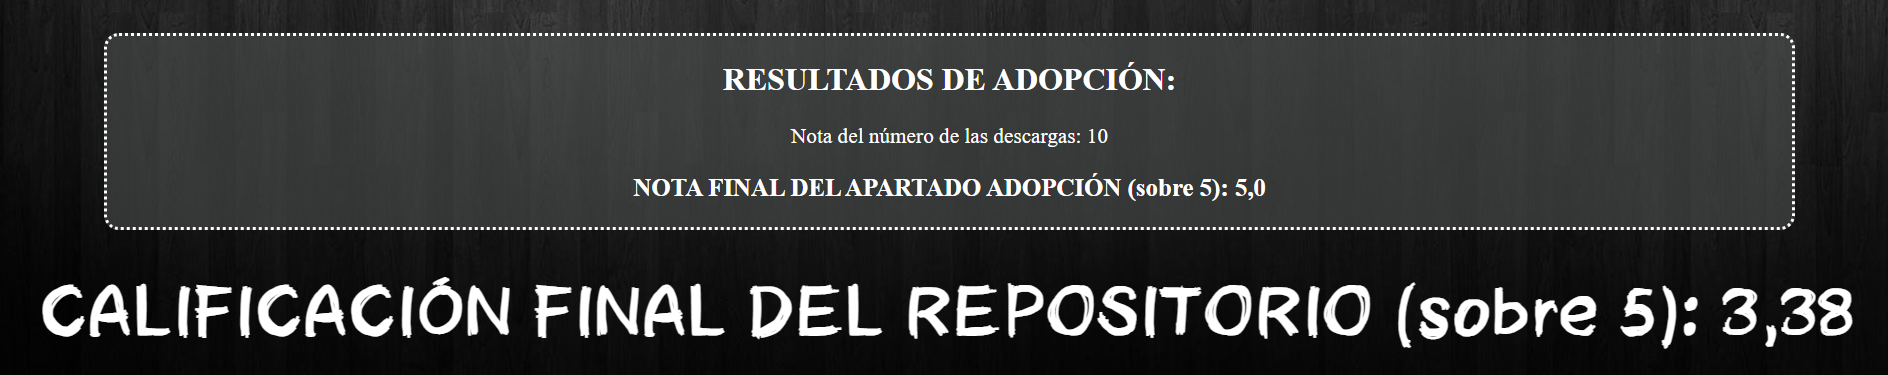 RESULTADOS DE ADOPCIÓN:
Nota del número de las descargas: 10
NOTA FINAL DEL APARTADO ADOPCIÓN (sobre 5): 5,0
CALIFICACIÓN FINAL DEL REPOSITORIO (sobre 5): 3,38